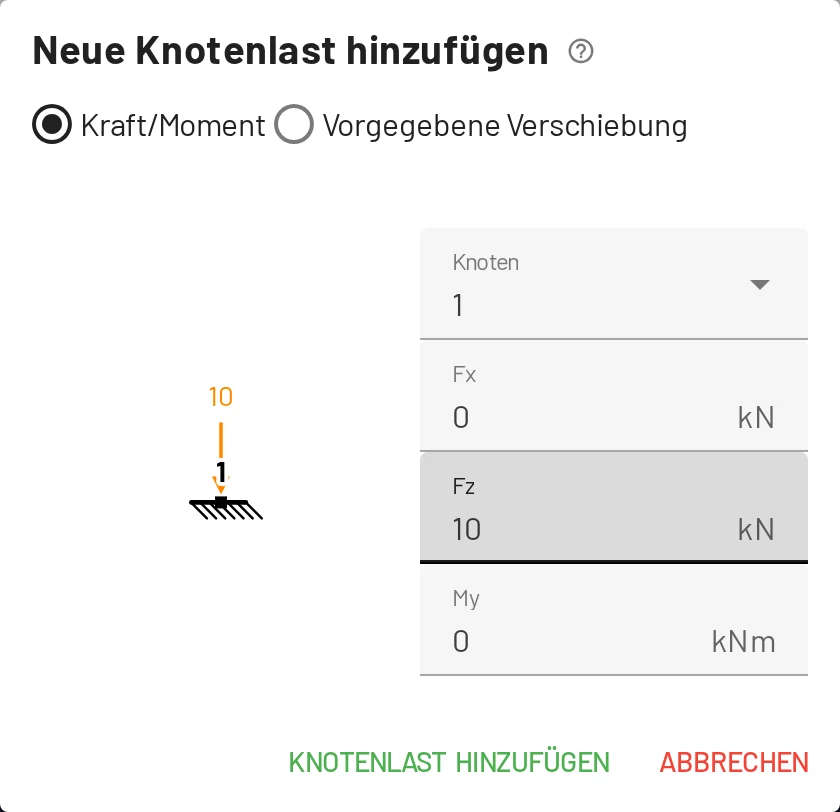 Neue Knotenlast hinzufügen
Kraft/Moment Vorgegebene Verschiebung
Knoten
1
Fx
0 kN
10
1
Fz
10 kN
My
0 kNm
KNOTENLAST HINZUFÜGEN ABBRECHEN